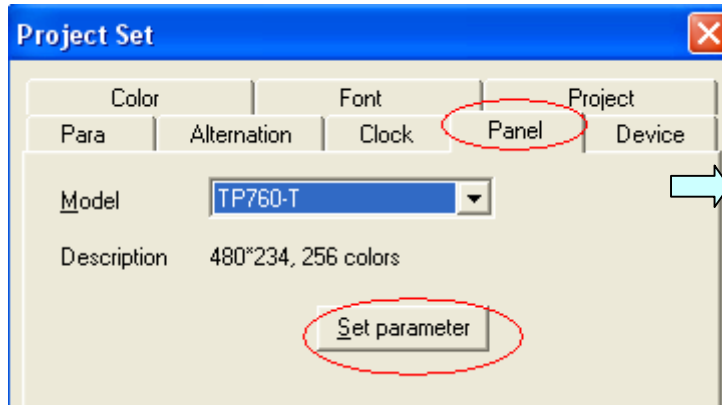 Project Set
Color Font Project
Para Alternation Clock Panel Device
Model TP760-T
Description 480*234, 256 colors
Set parameter